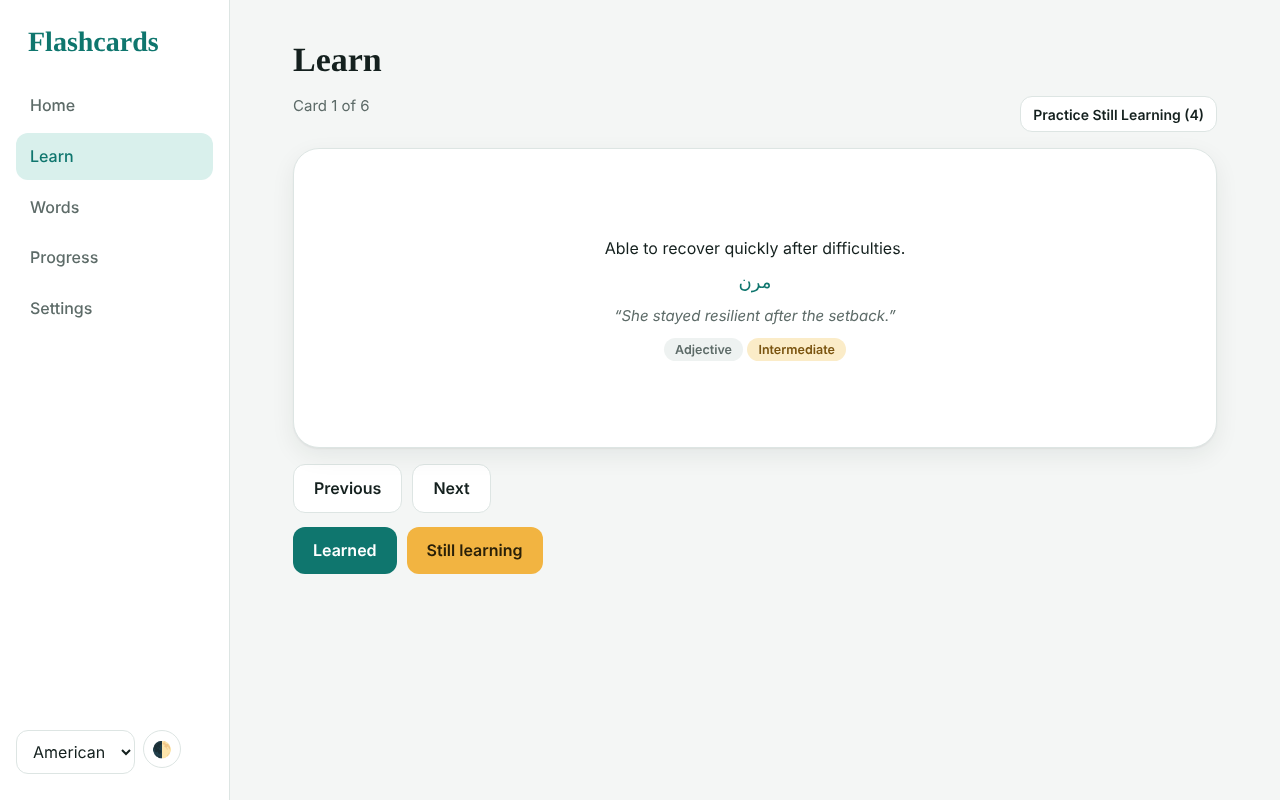 Flashcards
Home
Learn
Words
Progress
Settings
American
Learn
Card 1 of 6
Practice Still Learning (4)
Able to recover quickly after difficulties.
مرن
“She stayed resilient after the setback.”
Adjective Intermediate
Previous Next
Learned Still learning